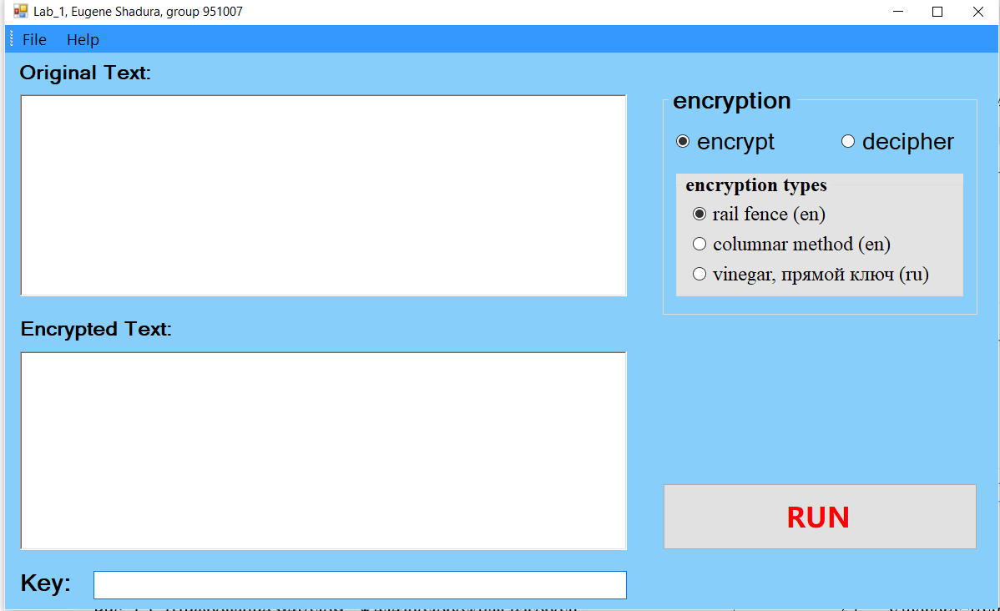 Lab_1, Eugene Shadura, group 951007
File Help
Original Text:
encryption
encrypt decipher
encryption types
rail fence (en)
columnar method (en)
vinegar, прямой ключ (ru)
Encrypted Text:
RUN
Key: